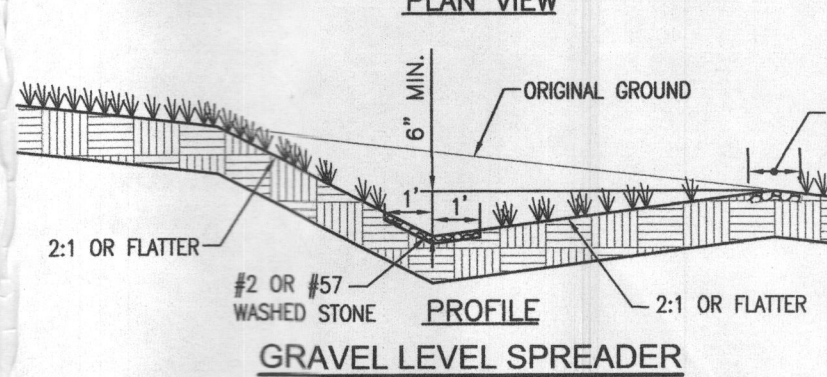 PLAN VIEW
6" MIN.
ORIGINAL GROUND
1'
1'
2:1 OR FLATTER
#2 OR #57
WASHED STONE
PROFILE
2:1 OR FLATTER
GRAVEL LEVEL SPREADER